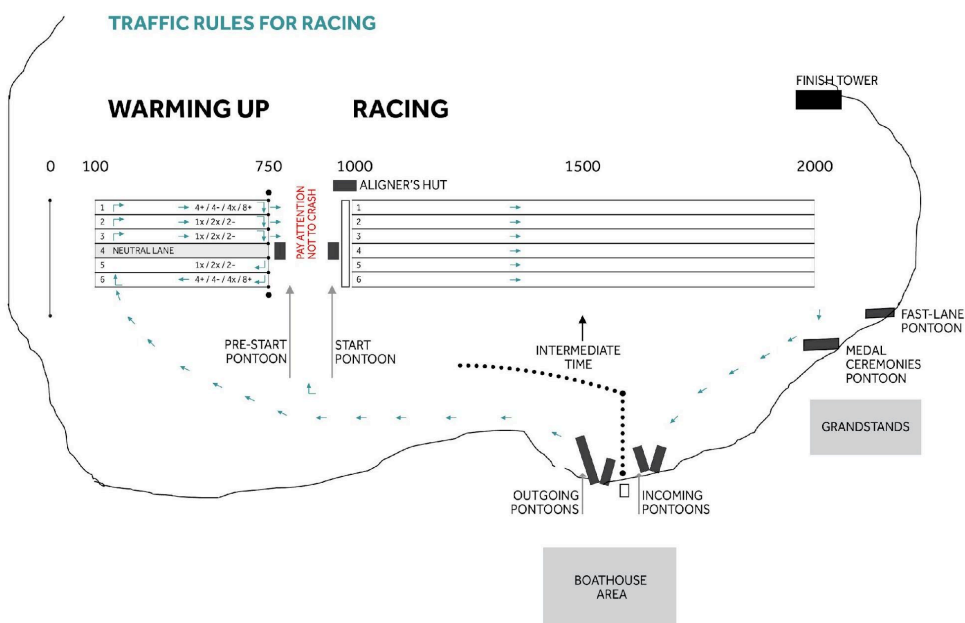 TRAFFIC RULES FOR RACING
WARMING UP
RACING
FINISH TOWER
0
100
750
1000
1500
2000
ALIGNER'S HUT
PAY ATTENTION
NOT TO CRASH
1 4+ / 4- / 4x / 8+
2 1x / 2x / 2-
3 1x / 2x / 2-
4 NEUTRAL LANE
5 1x / 2x / 2-
6 4+ / 4- / 4x / 8+
1
2
3
4
5
6
PRE-START
PONTOON
START
PONTOON
INTERMEDIATE
TIME
FAST-LANE
PONTOON
MEDAL
CEREMONIES
PONTOON
GRANDSTANDS
OUTGOING
PONTOONS
INCOMING
PONTOONS
BOATHOUSE
AREA